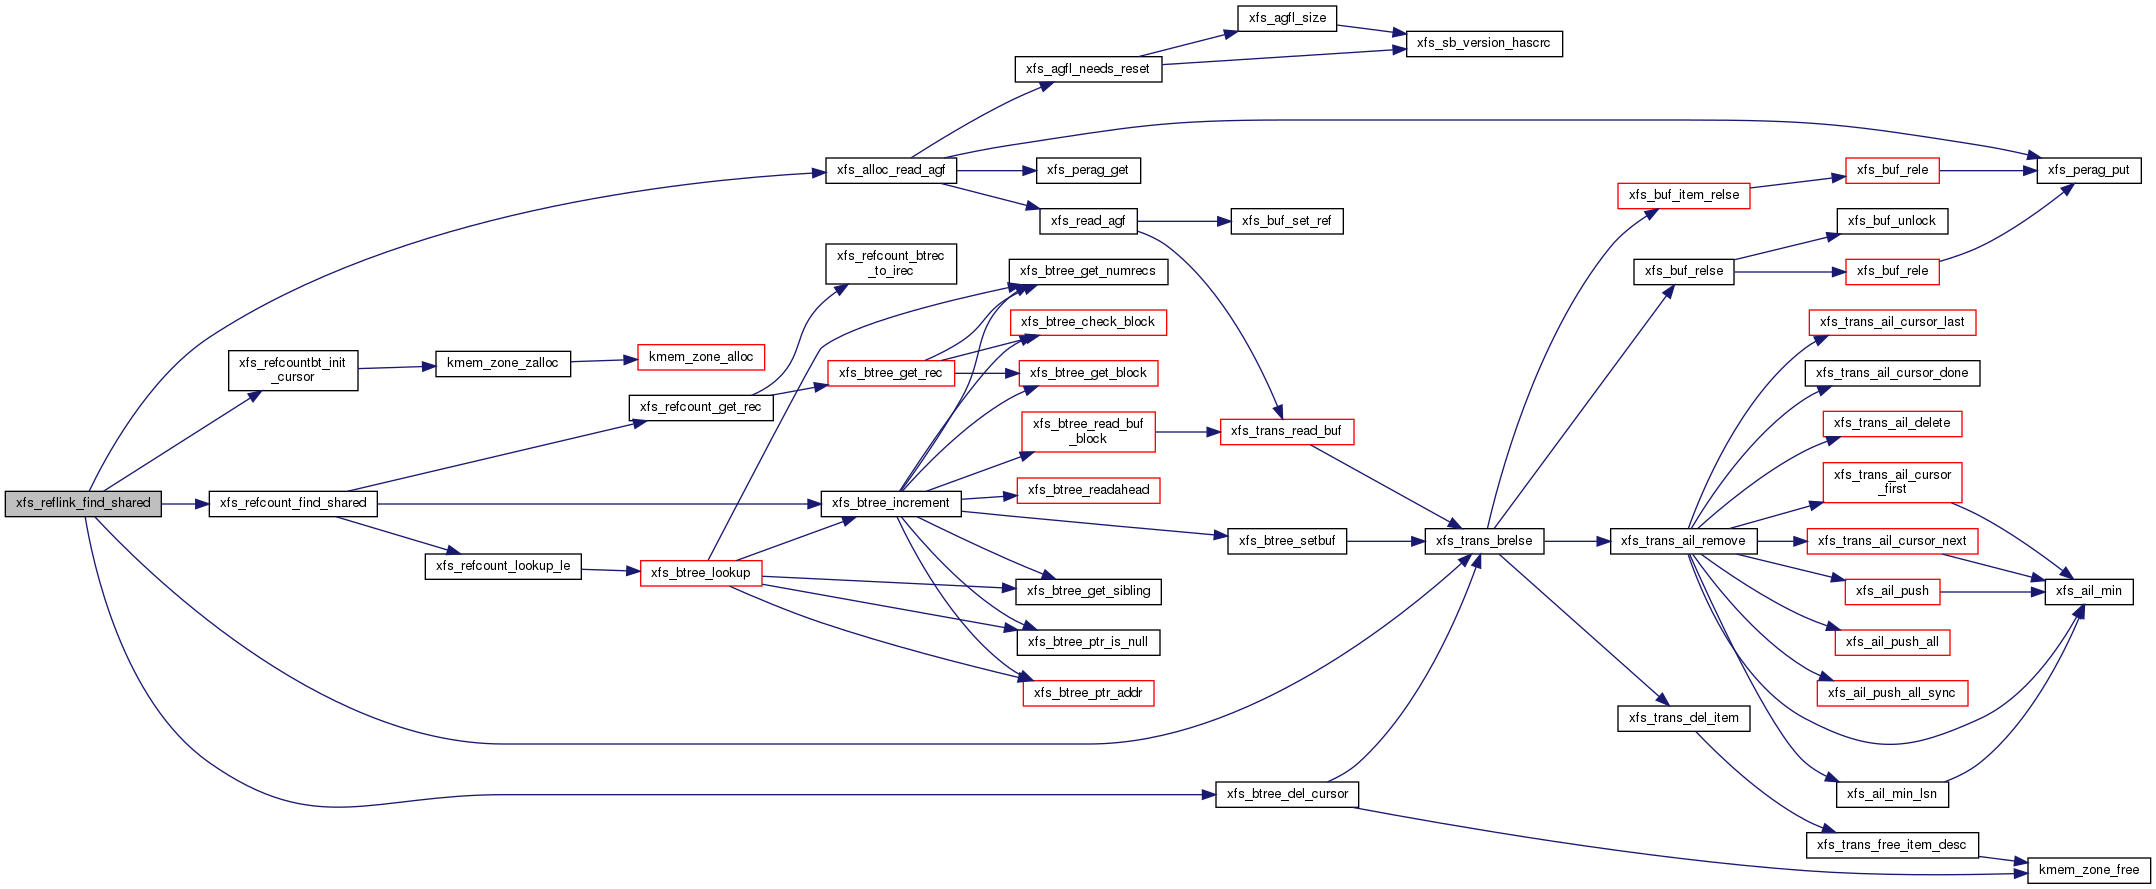 xfs_agfl_size
xfs_sb_version_hascrc
xfs_agfl_needs_reset
xfs_alloc_read_agf
xfs_perag_get
xfs_buf_rele
xfs_perag_put
xfs_buf_item_relse
xfs_read_agf
xfs_buf_set_ref
xfs_buf_unlock
xfs_refcount_btrec
_to_irec
xfs_btree_get_numrecs
xfs_buf_relse
xfs_buf_rele
xfs_btree_check_block
xfs_trans_ail_cursor_last
xfs_refcountbt_init
_cursor
kmem_zone_zalloc
kmem_zone_alloc
xfs_btree_get_rec
xfs_btree_get_block
xfs_trans_ail_cursor_done
xfs_refcount_get_rec
xfs_btree_read_buf
_block
xfs_trans_read_buf
xfs_trans_ail_delete
xfs_trans_ail_cursor
_first
xfs_btree_readahead
xfs_reflink_find_shared
xfs_refcount_find_shared
xfs_btree_increment
xfs_btree_setbuf
xfs_trans_brelse
xfs_trans_ail_remove
xfs_trans_ail_cursor_next
xfs_refcount_lookup_le
xfs_btree_lookup
xfs_btree_get_sibling
xfs_ail_push
xfs_ail_min
xfs_btree_ptr_is_null
xfs_ail_push_all
xfs_btree_ptr_addr
xfs_ail_push_all_sync
xfs_trans_del_item
xfs_btree_del_cursor
xfs_ail_min_lsn
xfs_trans_free_item_desc
kmem_zone_free